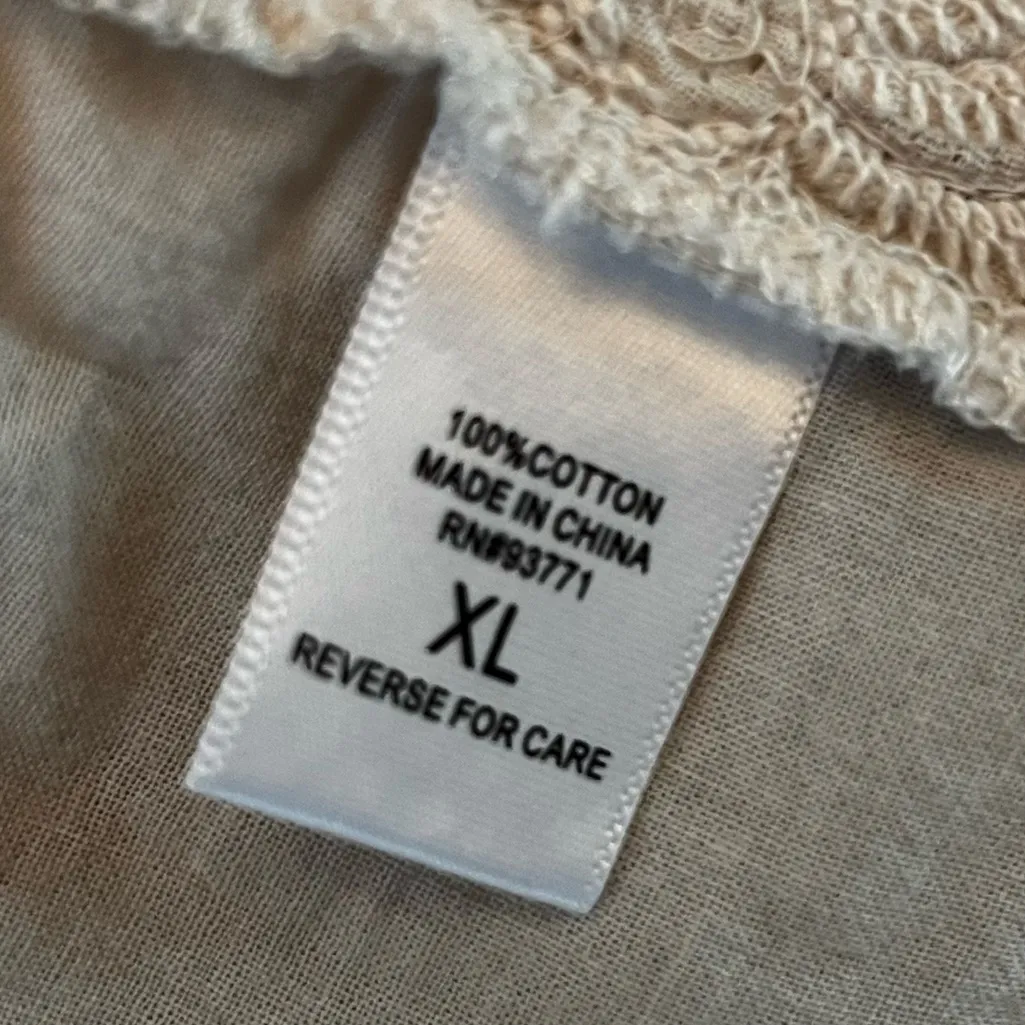 100%COTTON
MADE IN CHINA
RN#93771
XL
REVERSE FOR CARE